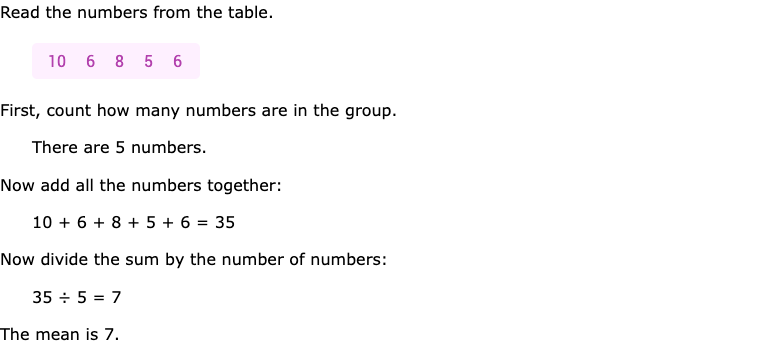 Read the numbers from the table.
10 6 8 5 6
First, count how many numbers are in the group.
There are 5 numbers.
Now add all the numbers together:
10 + 6 + 8 + 5 + 6 = 35
Now divide the sum by the number of numbers:
35 ÷ 5 = 7
The mean is 7.